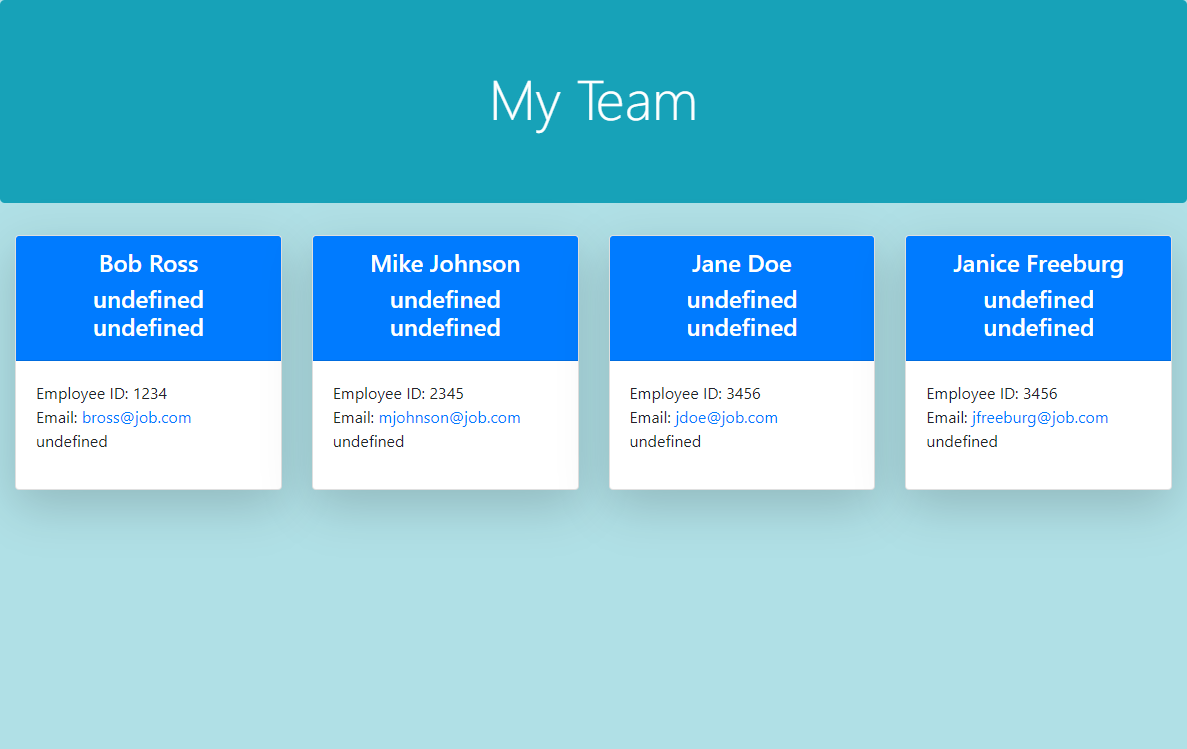 My Team
Bob Ross
undefined
undefined
Employee ID: 1234
Email: bross@job.com
undefined
Mike Johnson
undefined
undefined
Employee ID: 2345
Email: mjohnson@job.com
undefined
Jane Doe
undefined
undefined
Employee ID: 3456
Email: jdoe@job.com
undefined
Janice Freeburg
undefined
undefined
Employee ID: 3456
Email: jfreeburg@job.com
undefined